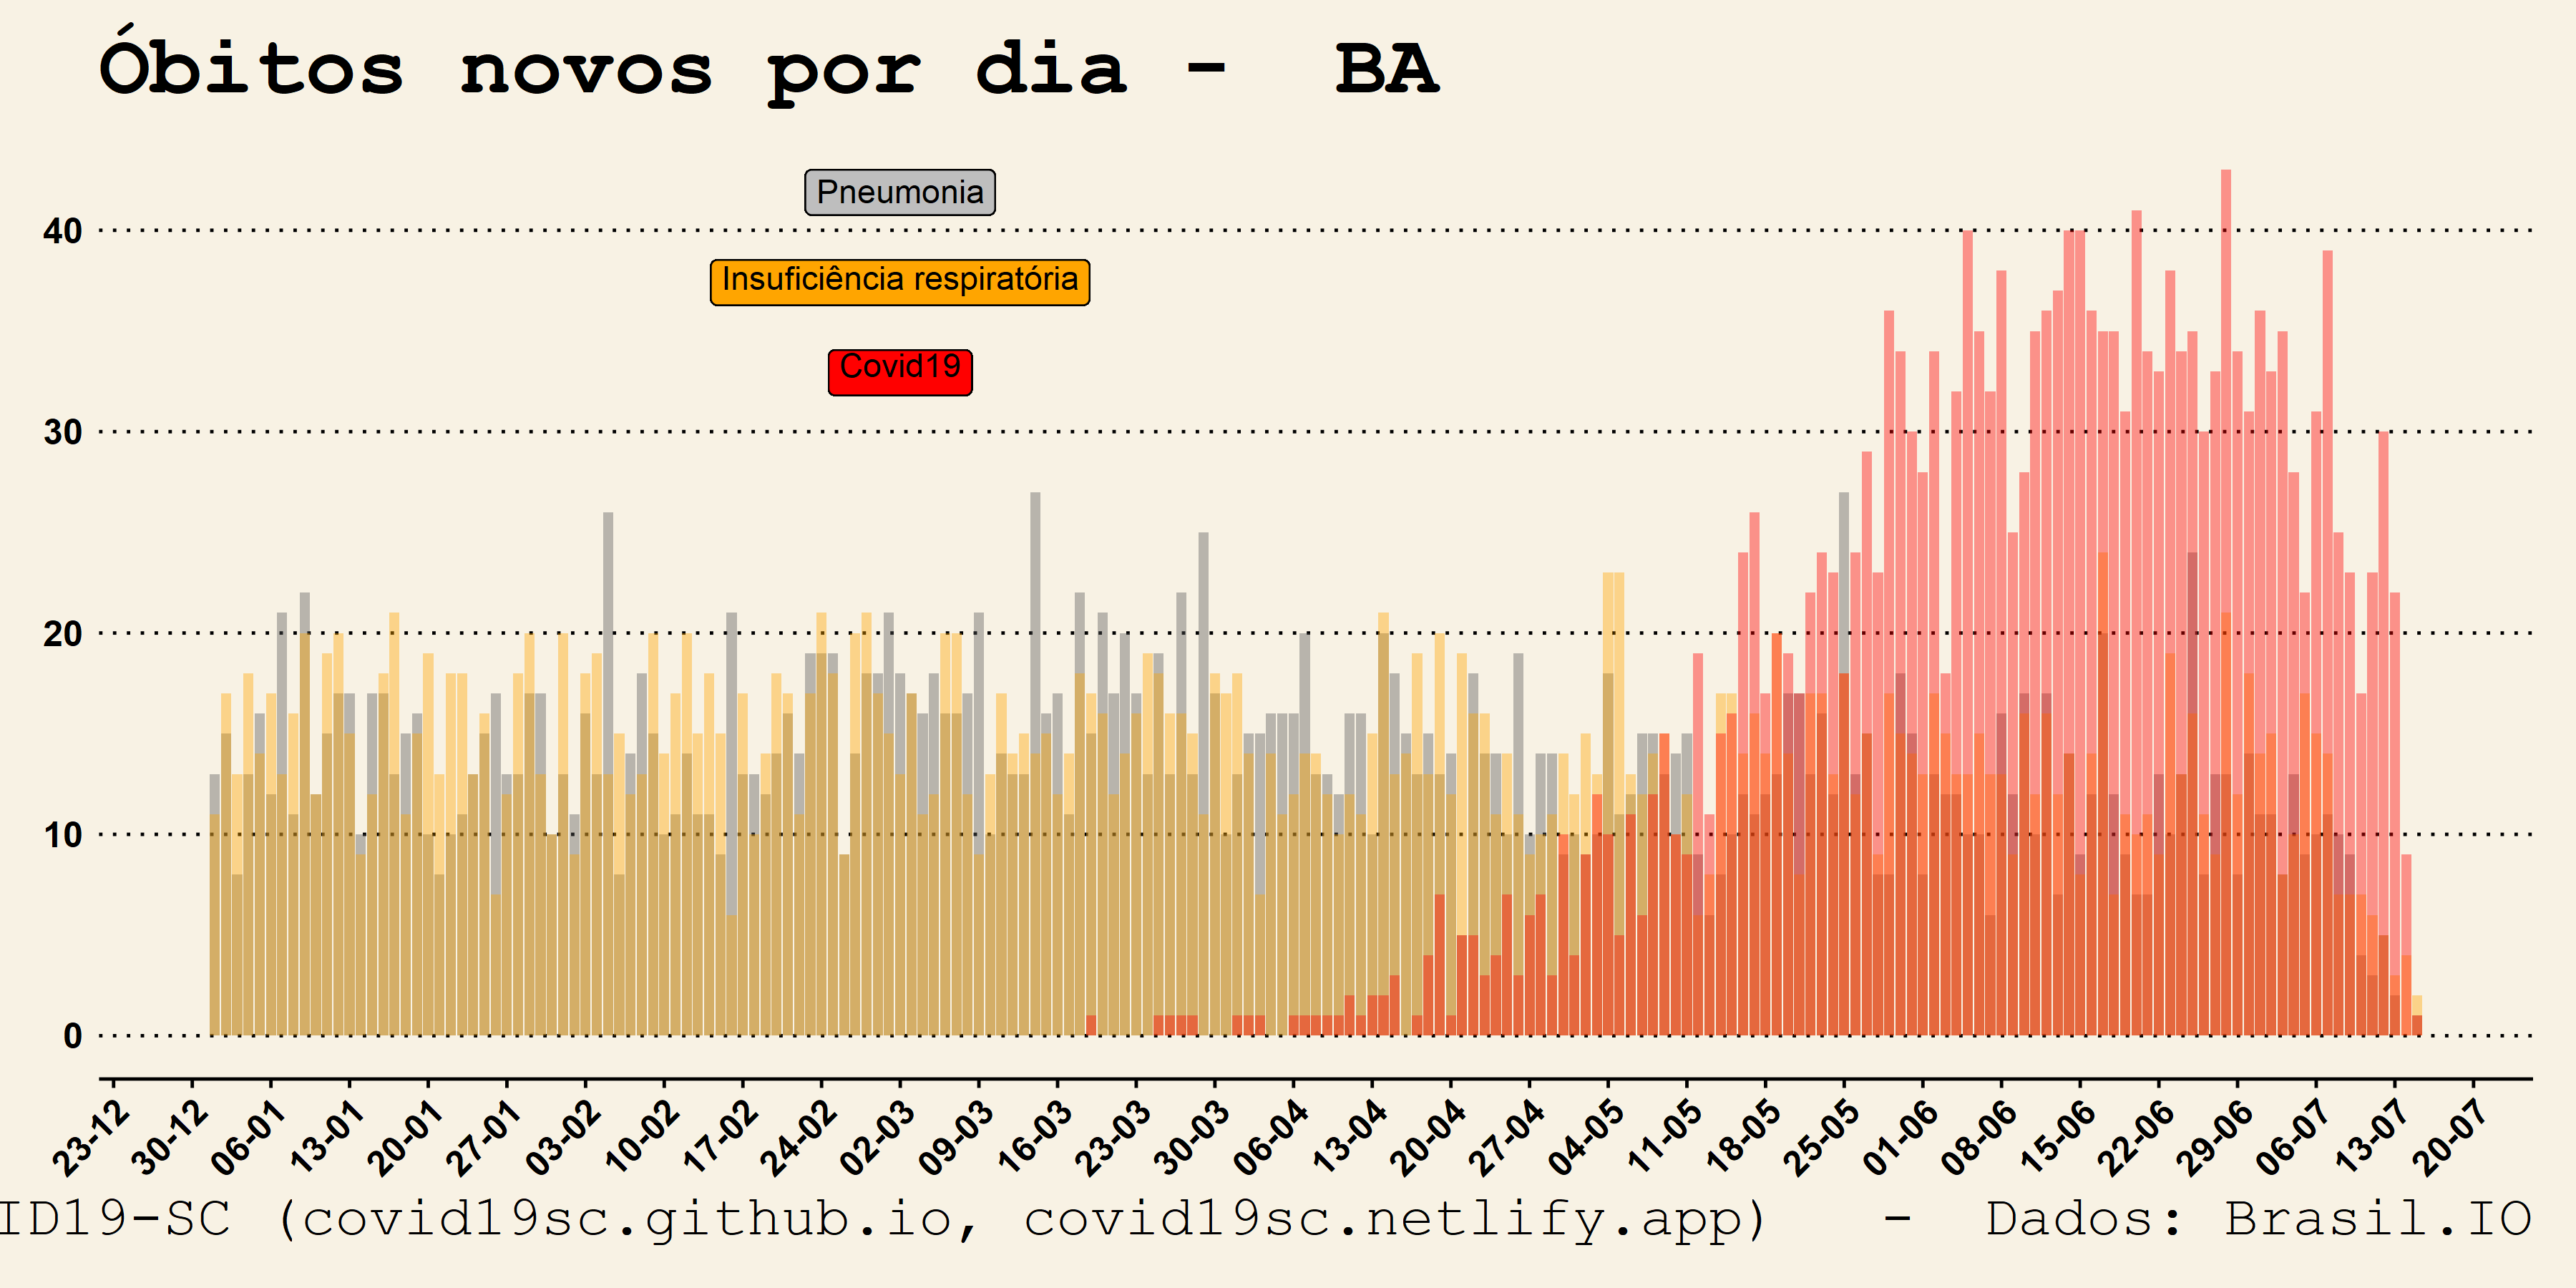 Óbitos novos por dia -  BA
Pneumonia
Insuficiência respiratória
Covid19
40
30
20
10
0
23-12 30-12 06-01 13-01 20-01 27-01 03-02 10-02 17-02 24-02 02-03 09-03 16-03 23-03 30-03 06-04 13-04 20-04 27-04 04-05 11-05 18-05 25-05 01-06 08-06 15-06 22-06 29-06 06-07 13-07 20-07
ID19-SC (covid19sc.github.io, covid19sc.netlify.app)  -  Dados: Brasil.IO